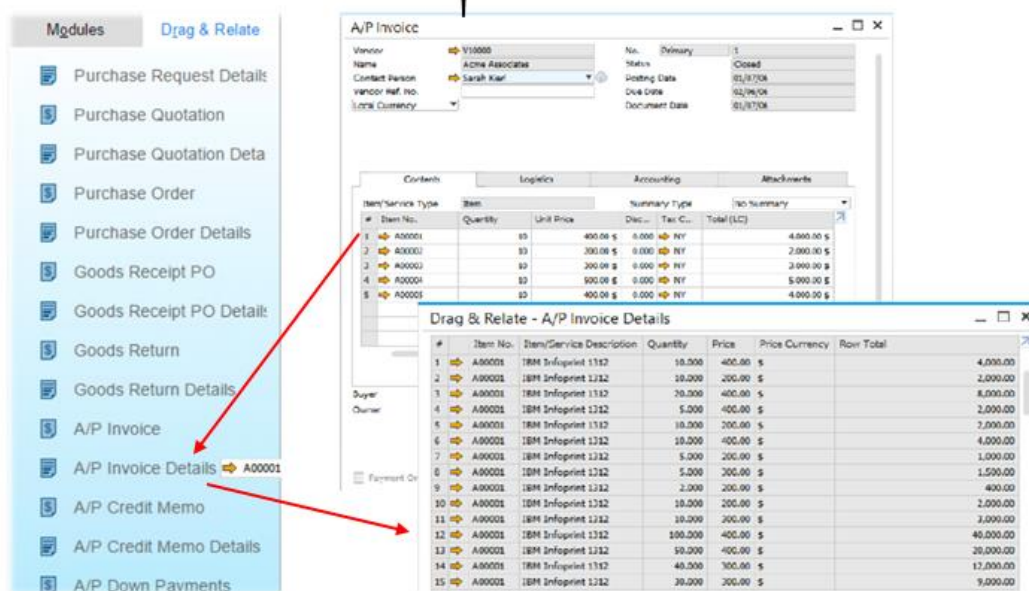 Modules Drag & Relate
Purchase Request Details
Purchase Quotation
Purchase Quotation Deta
Purchase Order
Purchase Order Details
Goods Receipt PO
Goods Receipt PO Details
Goods Return
Goods Return Details
A/P Invoice
A/P Invoice Details A00001
A/P Credit Memo
A/P Credit Memo Details
A/P Down Payments
A/P Invoice
Vendor V10000 No. Primary 1
Name Acme Associates Status Closed
Contact Person Sarah Kierl Posting Date 01/07/06
Vendor Ref. No. Due Date 02/06/06
Local Currency Document Date 01/07/06
Contents Logistics Accounting Attachments
Item/Service Type Item Summary Type No Summary
# Item No. Quantity Unit Price Disc... Tax C... Total (LC)
1 A00001 10 400.00 $ 0.000 NY 4,000.00 $
2 A00002 10 200.00 $ 0.000 NY 2,000.00 $
3 A00003 10 300.00 $ 0.000 NY 3,000.00 $
4 A00004 10 500.00 $ 0.000 NY 5,000.00 $
5 A00005 10 400.00 $ 0.000 NY 4,000.00 $
Buyer
Owner
Payment Or
Drag & Relate - A/P Invoice Details
# Item No. Item/Service Description Quantity Price Price Currency Row Total
1 A00001 IBM Infoprint 1312 10.000 400.00 $ 4,000.00
2 A00001 IBM Infoprint 1312 10.000 200.00 $ 2,000.00
3 A00001 IBM Infoprint 1312 20.000 400.00 $ 8,000.00
4 A00001 IBM Infoprint 1312 5.000 400.00 $ 2,000.00
5 A00001 IBM Infoprint 1312 10.000 200.00 $ 2,000.00
6 A00001 IBM Infoprint 1312 10.000 400.00 $ 4,000.00
7 A00001 IBM Infoprint 1312 5.000 200.00 $ 1,000.00
8 A00001 IBM Infoprint 1312 5.000 300.00 $ 1,500.00
9 A00001 IBM Infoprint 1312 2.000 200.00 $ 400.00
10 A00001 IBM Infoprint 1312 10.000 200.00 $ 2,000.00
11 A00001 IBM Infoprint 1312 10.000 300.00 $ 3,000.00
12 A00001 IBM Infoprint 1312 100.000 400.00 $ 40,000.00
13 A00001 IBM Infoprint 1312 50.000 400.00 $ 20,000.00
14 A00001 IBM Infoprint 1312 40.000 300.00 $ 12,000.00
15 A00001 IBM Infoprint 1312 30.000 300.00 $ 9,000.00